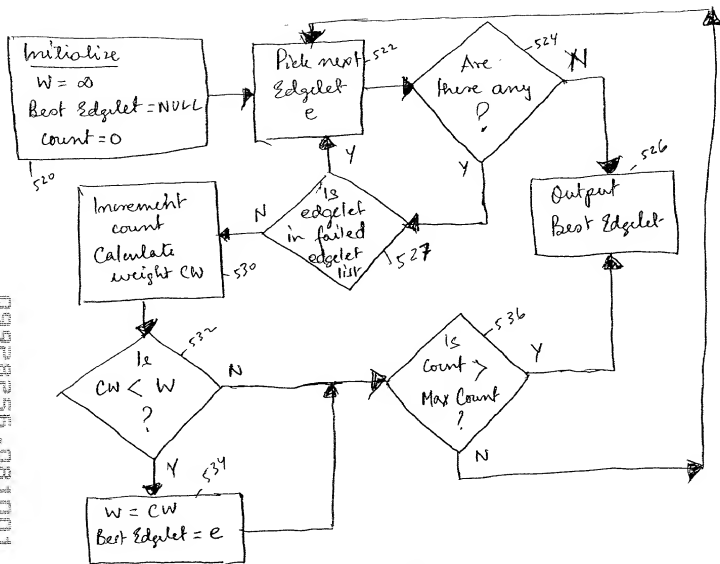 Initialize
W = ∞
Best Edgelet = NULL
Count = 0
520
Pick next
Edgelet
e
522
Are
there any
?
524
N
Y
Output
Best Edgelet
526
Y
Is
edgelet
in failed
edgelet
list
527
N
Increment
count
Calculate
weight CW
530
Is
CW < W
?
532
N
Y
W = CW
Best Edgelet = e
534
Is
Count >
Max Count
?
536
Y
N